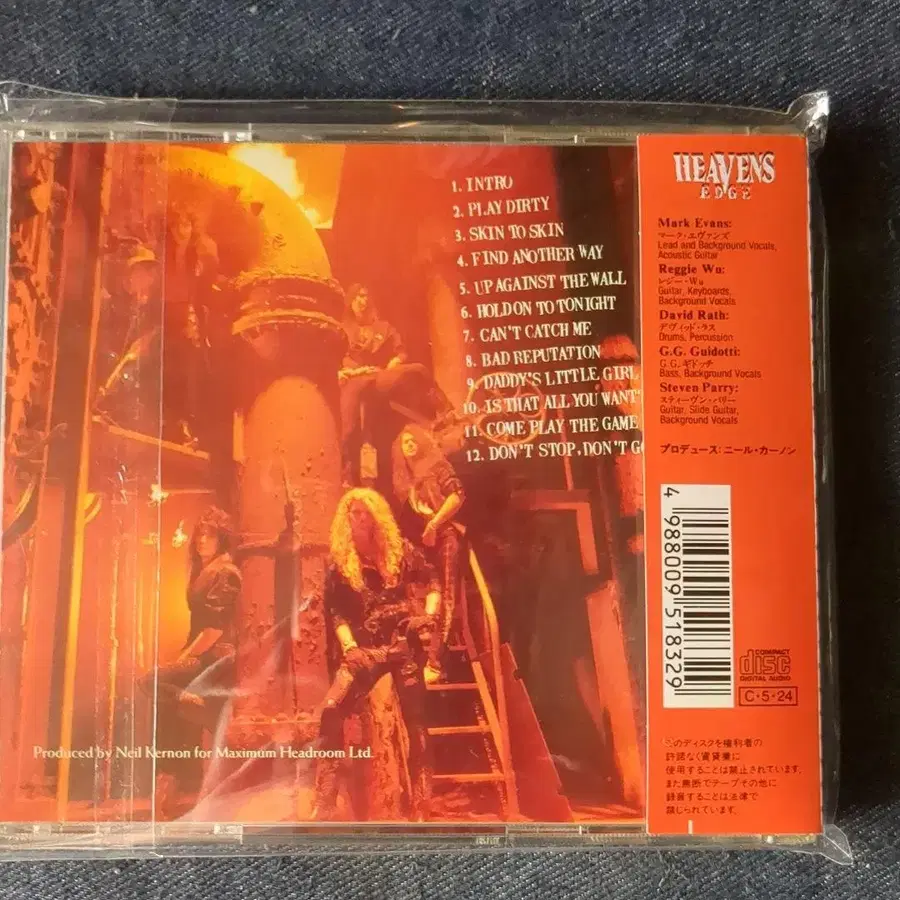 1. INTRO
2. PLAY DIRTY
3. SKIN TO SKIN
4. FIND ANOTHER WAY
5. UP AGAINST THE WALL
6. HOLD ON TO TONIGHT
7. CAN'T CATCH ME
8. BAD REPUTATION
9. DADDY'S LITTLE GIRL
10. IS THAT ALL YOU WANT
11. COME PLAY THE GAME
12. DON'T STOP, DON'T GO
Produced by Neil Kernon for Maximum Headroom Ltd.
HEAVENS
EDGE
Mark Evans:
マーク・エヴァンズ
Lead and Background Vocals,
Acoustic Guitar
Reggie Wu:
レジー・Wu
Guitar, Keyboards,
Background Vocals
David Rath:
デヴィッド・ラス
Drums, Percussion
G.G. Guidotti:
G.G.ギドッチ
Bass, Background Vocals
Steven Parry:
スティーヴン・パリー
Guitar, Slide Guitar,
Background Vocals
プロデュース:ニール・カーノン
4 988009 518329
COMPACT
disc
DIGITAL AUDIO
C・5・24
このディスクを権利者の
許諾なく賃貸業に
使用することは禁止されています。
また無断でテープその他に
録音することは法律で
禁じられています。